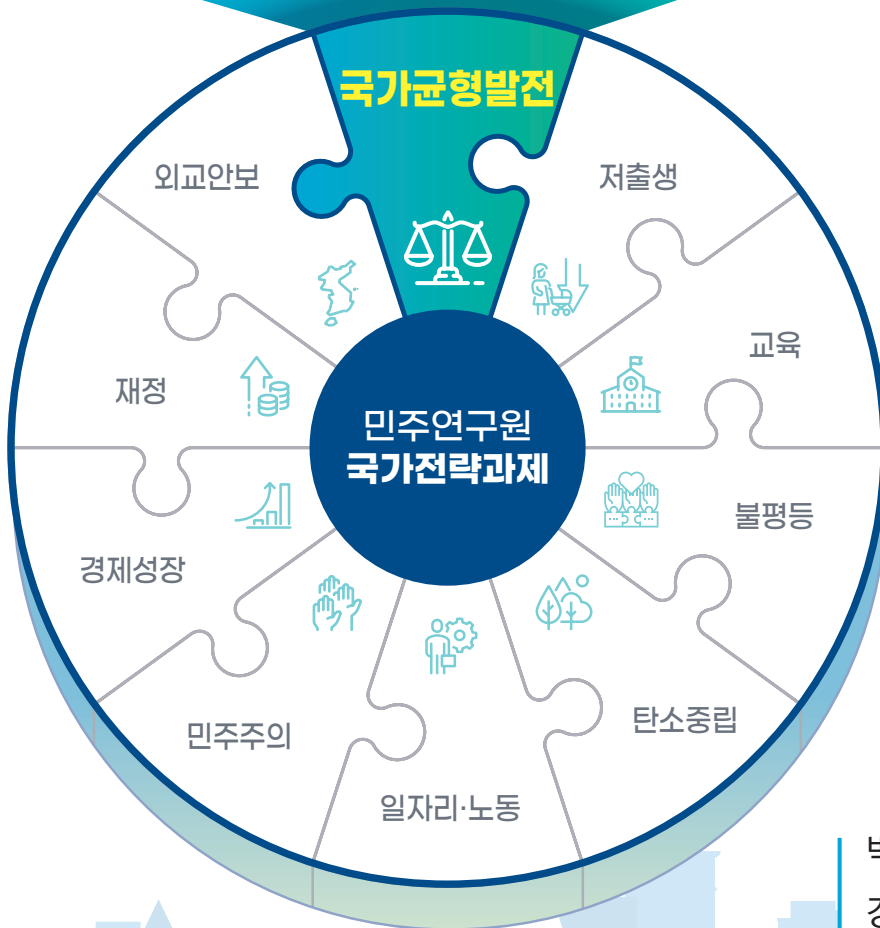 국가균형발전
외교안보
저출생
교육
재정
민주연구원
국가전략과제
불평등
경제성장
탄소중립
민주주의
일자리·노동